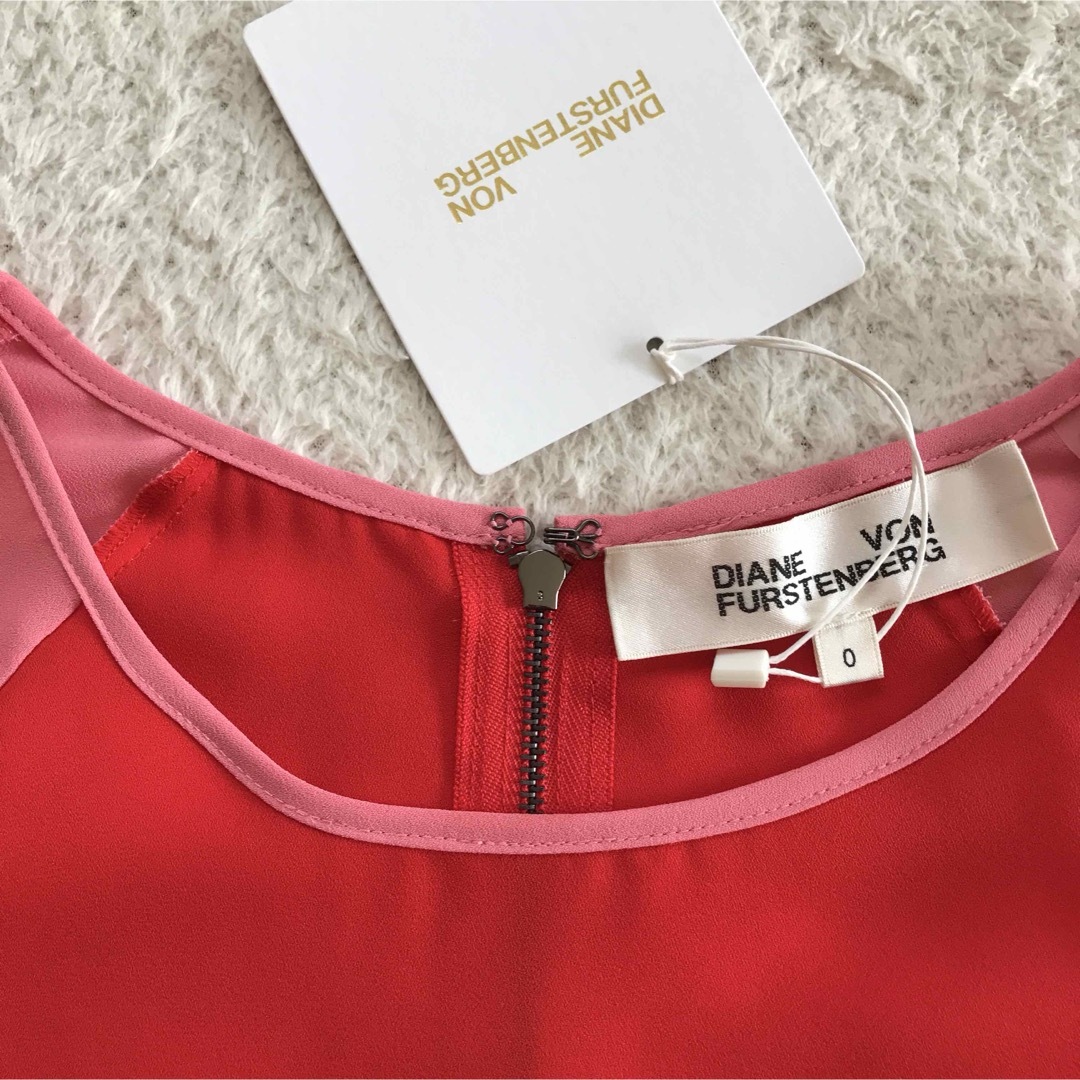 DIANE
VON
FURSTENBERG
VON
DIANE
FURSTENBERG
0